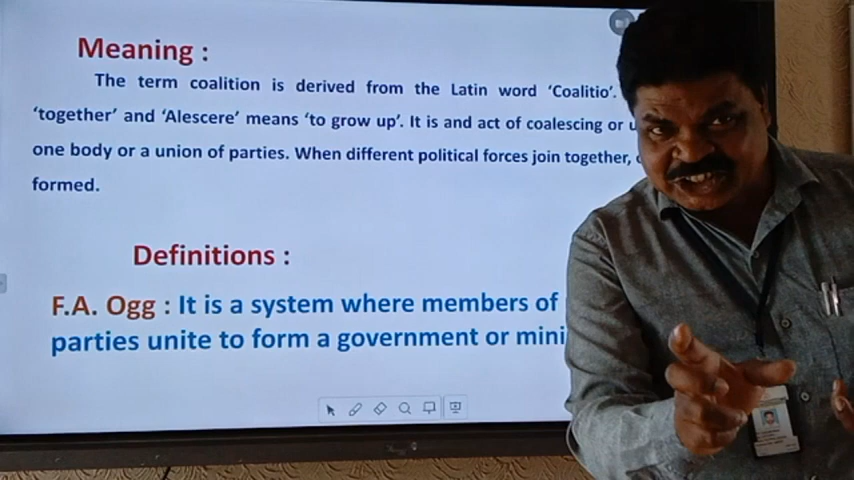 Meaning :
The term coalition is derived from the Latin word ‘Coalitio’.
‘together’ and ‘Alescere’ means ‘to grow up’. It is and act of coalescing or
one body or a union of parties. When different political forces join together,
formed.
Definitions :
F.A. Ogg : It is a system where members of
parties unite to form a government or mini